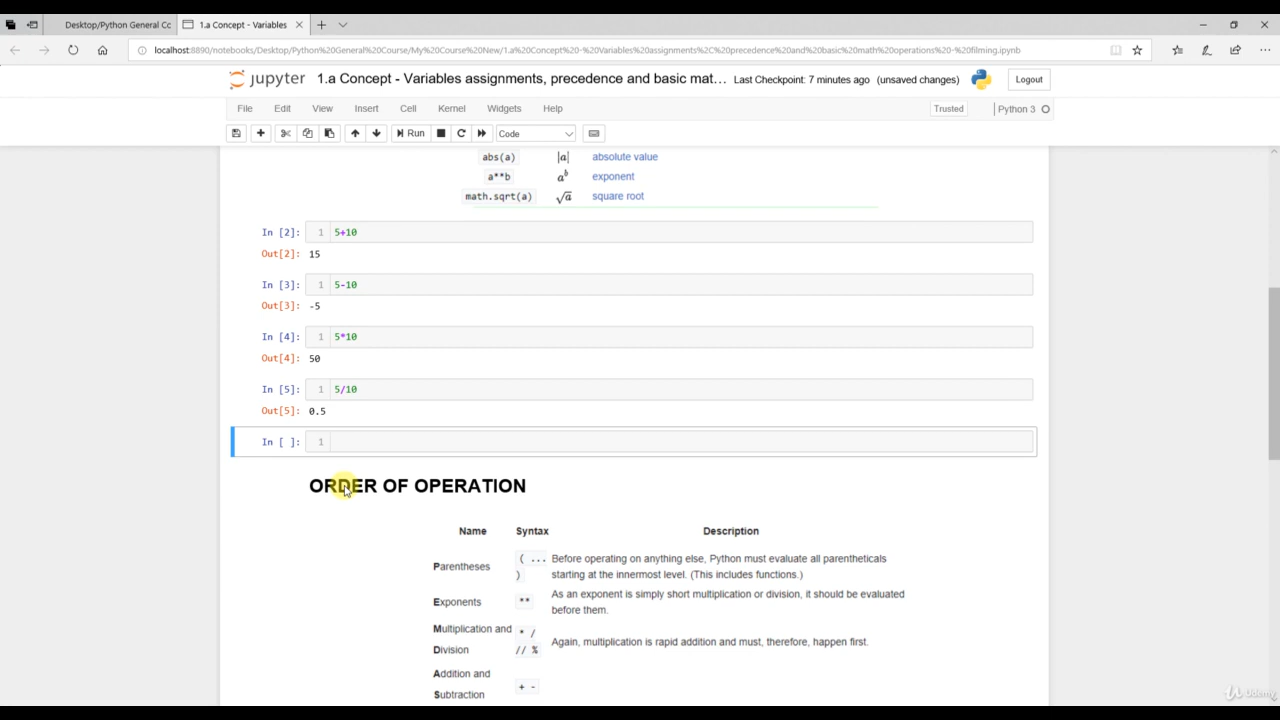 Desktop/Python General Co
1.a Concept - Variables
localhost:8890/notebooks/Desktop/Python%20General%20Course/My%20Course%20New/1.a%20Concept%20-%20Variables%20assignments%2C%20precedence%20and%20basic%20math%20operations%20-%20filming.ipynb
jupyter 1.a Concept - Variables assignments, precedence and basic mat... Last Checkpoint: 7 minutes ago (unsaved changes) Logout
File Edit View Insert Cell Kernel Widgets Help Trusted Python 3
Run Code
abs(a) |a| absolute value
a**b aᵇ exponent
math.sqrt(a) √a square root
In [2]: 1 5+10
Out[2]: 15
In [3]: 1 5-10
Out[3]: -5
In [4]: 1 5*10
Out[4]: 50
In [5]: 1 5/10
Out[5]: 0.5
In [ ]: 1
ORDER OF OPERATION
Name Syntax Description
Parentheses ( ... ) Before operating on anything else, Python must evaluate all parentheticals
starting at the innermost level. (This includes functions.)
Exponents ** As an exponent is simply short multiplication or division, it should be evaluated
before them.
Multiplication and * /
Division // % Again, multiplication is rapid addition and must, therefore, happen first.
Addition and
Subtraction + -
Udemy